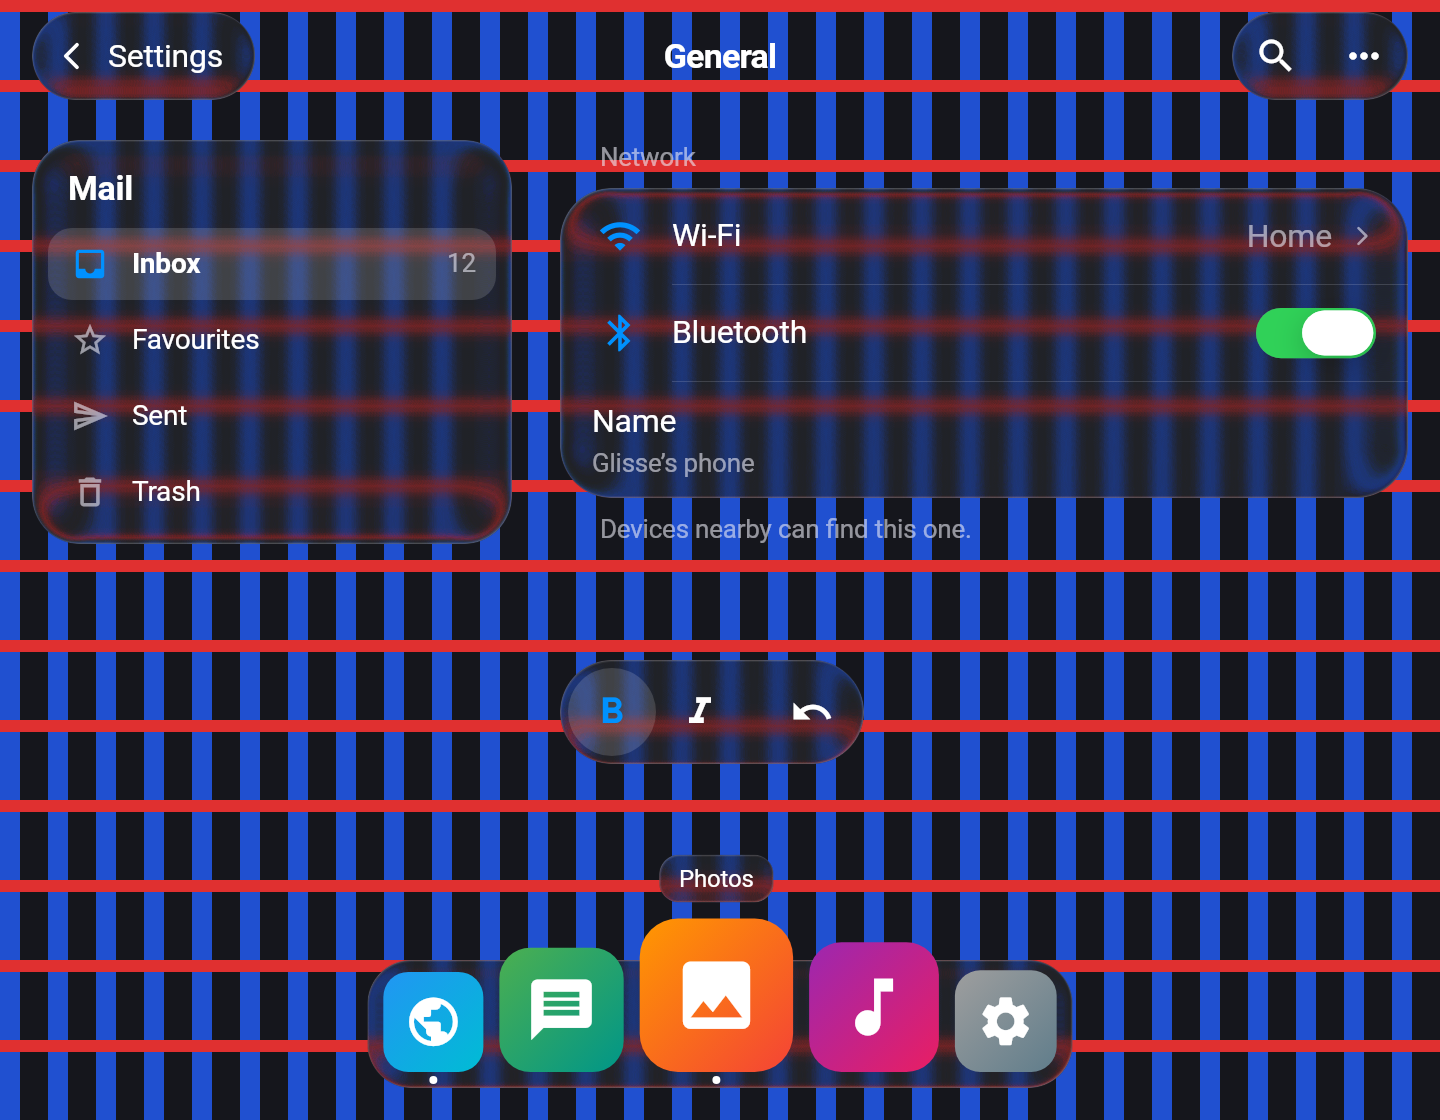 Settings
General
Mail
Inbox 12
Favourites
Sent
Trash
Network
Wi-Fi Home
Bluetooth
Name
Glisse’s phone
Devices nearby can find this one.
B I
Photos